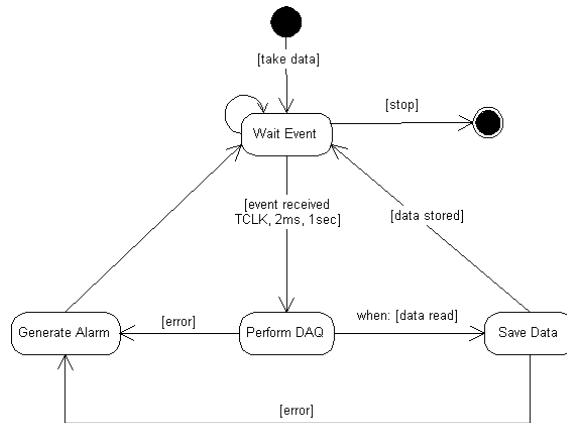 [take data]
[stop]
Wait Event
[event received
TCLK, 2ms, 1sec]
[data stored]
[error]
when: [data read]
Generate Alarm
Perform DAQ
Save Data
[error]